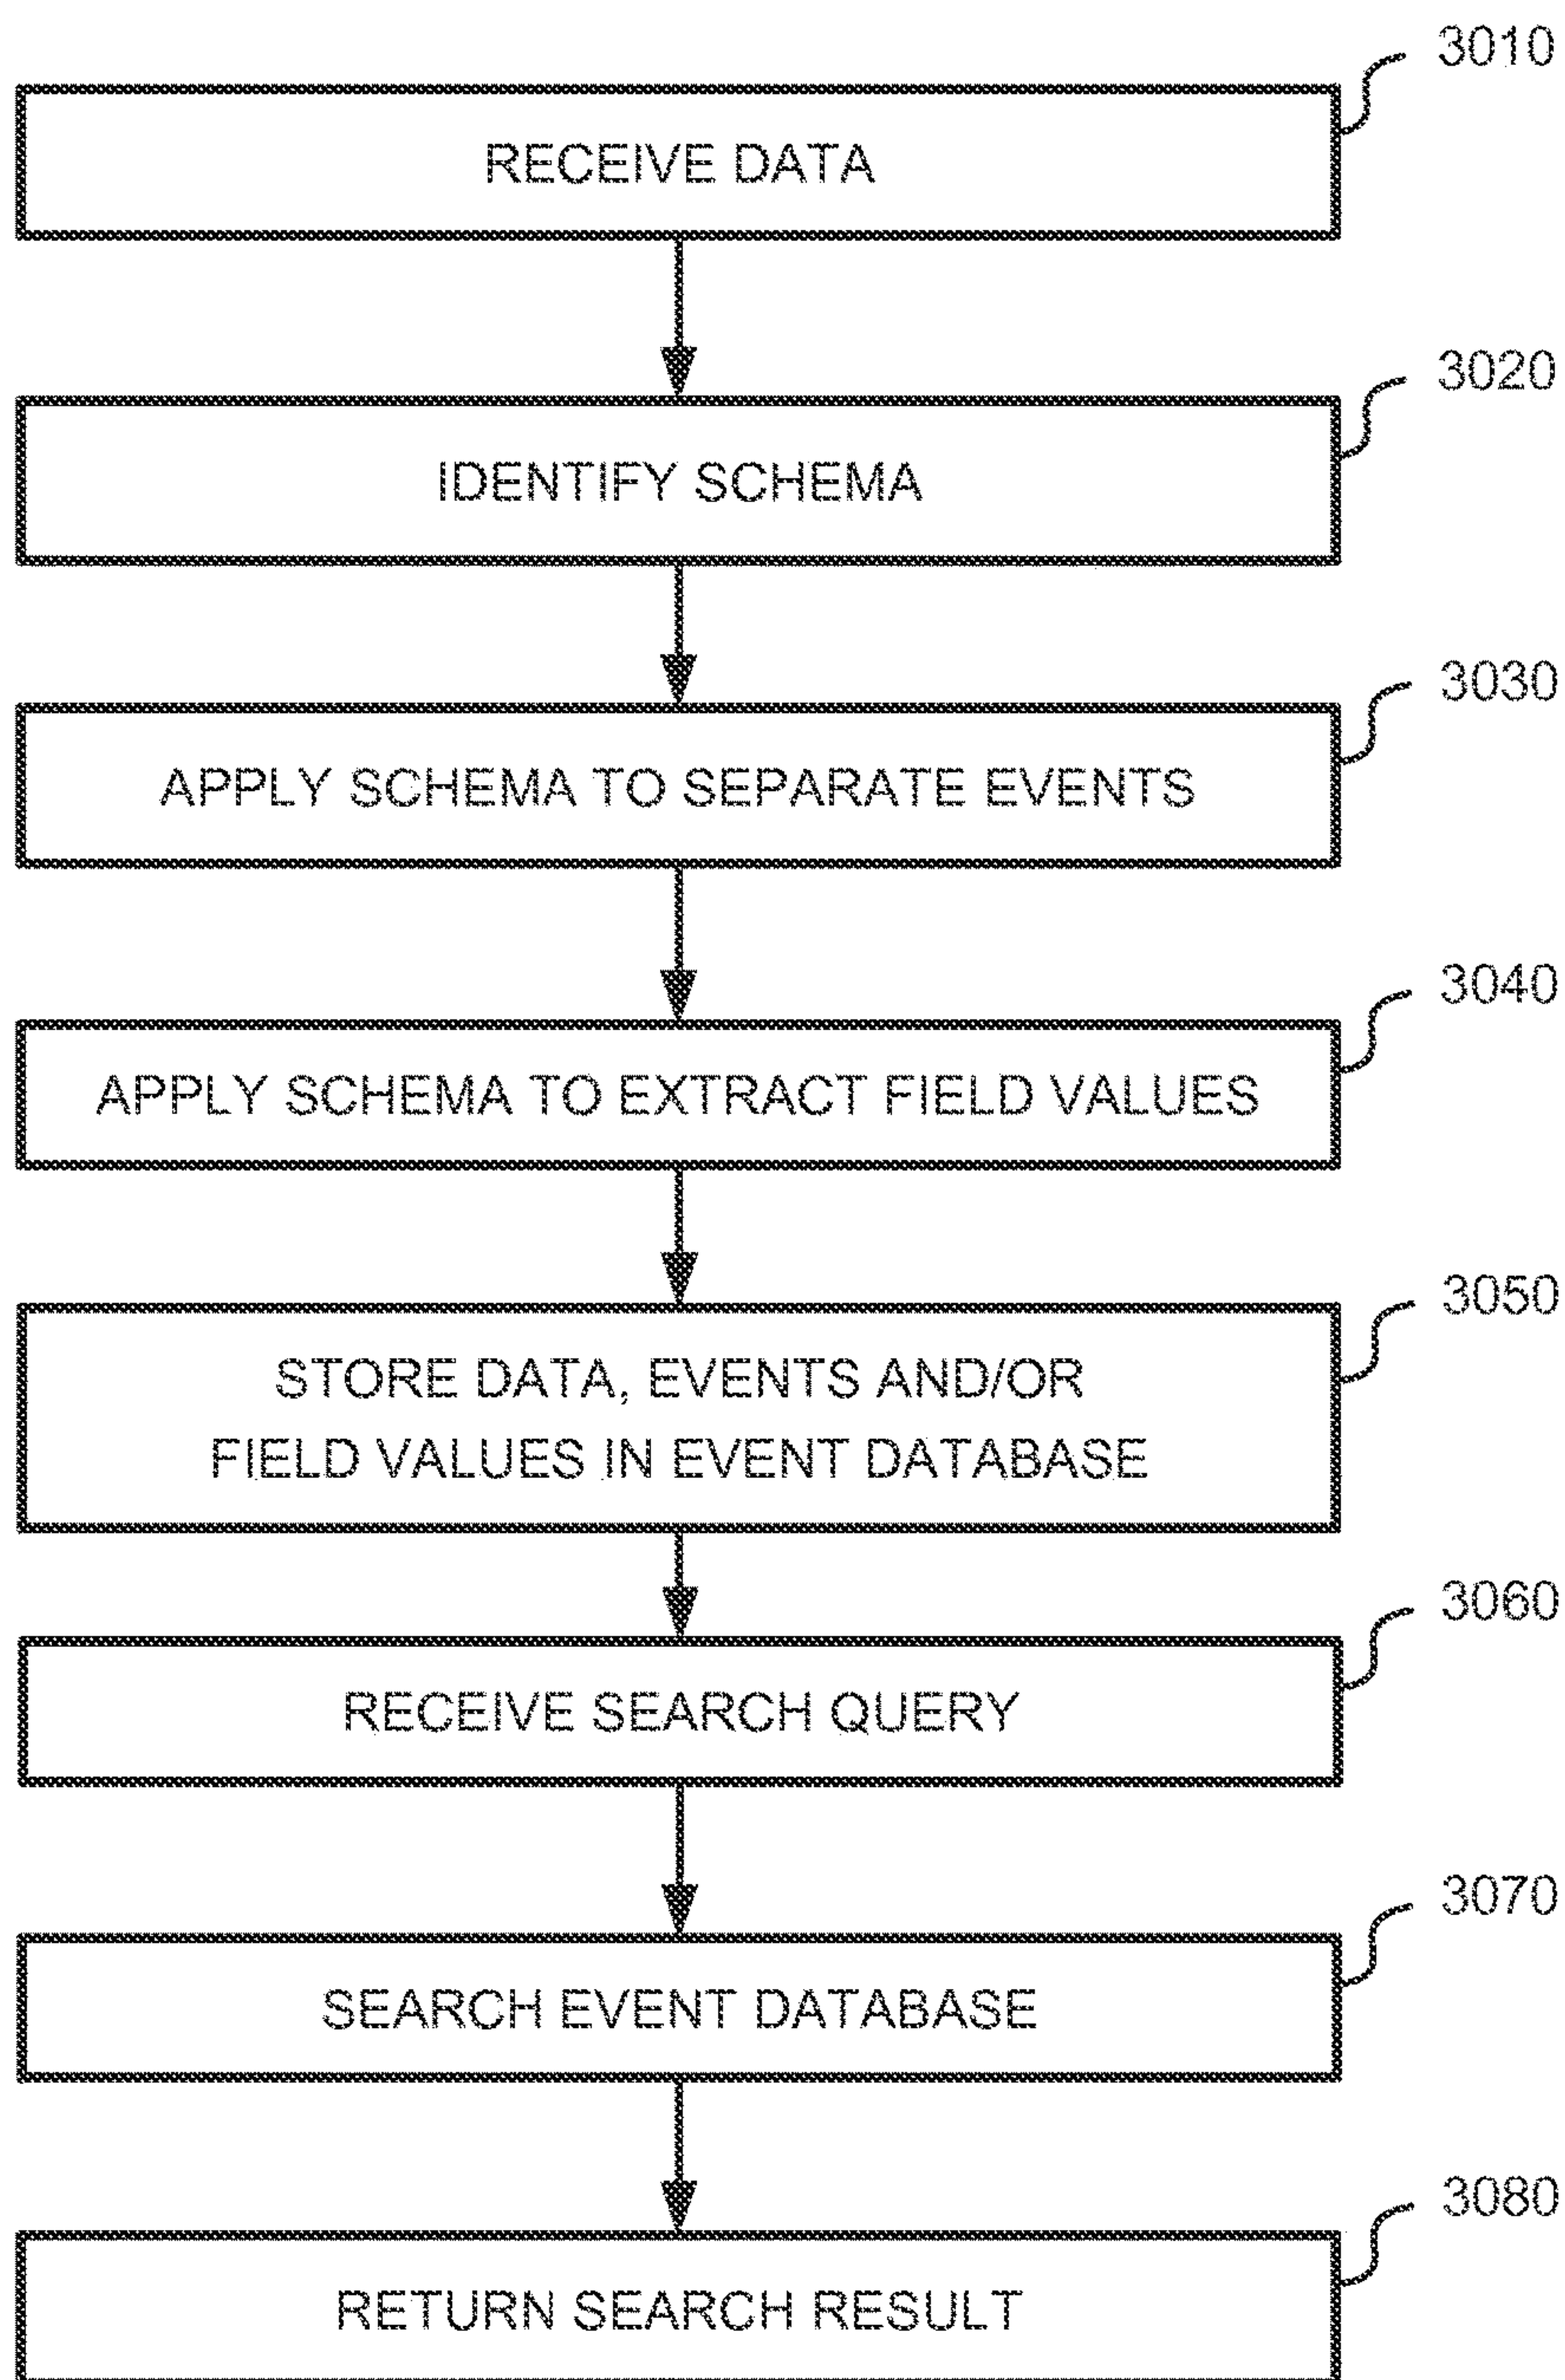 3010
RECEIVE DATA
3020
IDENTIFY SCHEMA
3030
APPLY SCHEMA TO SEPARATE EVENTS
3040
APPLY SCHEMA TO EXTRACT FIELD VALUES
3050
STORE DATA, EVENTS AND/OR
FIELD VALUES IN EVENT DATABASE
3060
RECEIVE SEARCH QUERY
3070
SEARCH EVENT DATABASE
3080
RETURN SEARCH RESULT